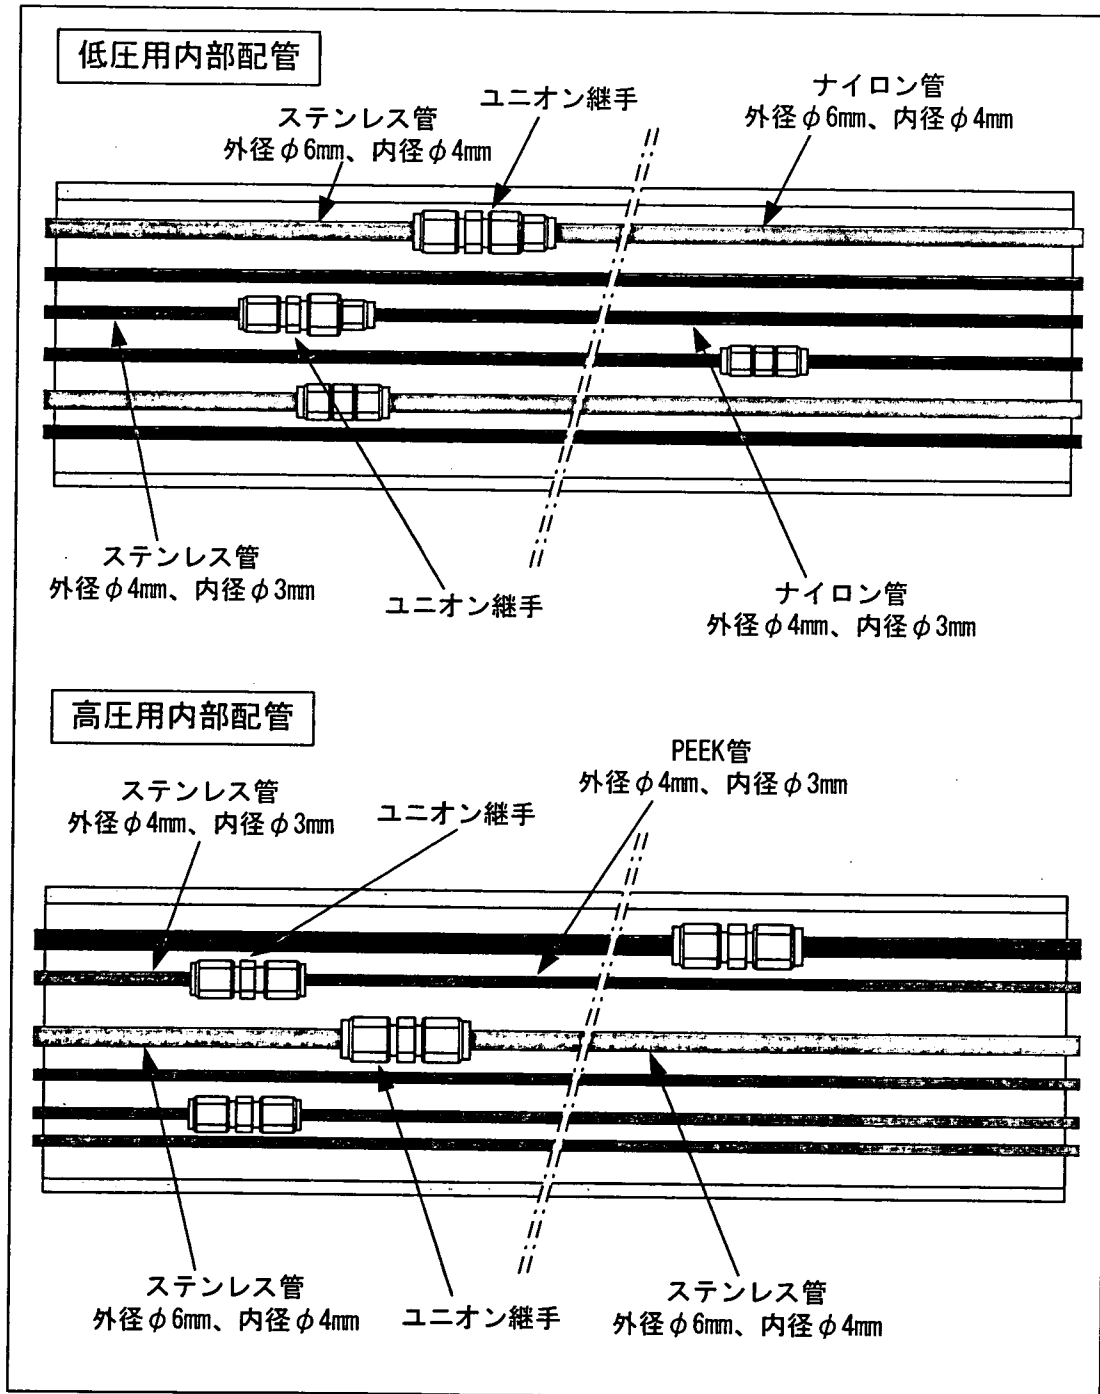 低圧用内部配管
ステンレス管
外径φ6㎜、内径φ4㎜
ユニオン継手
ナイロン管
外径φ6㎜、内径φ4㎜
ステンレス管
外径φ4㎜、内径φ3㎜
ユニオン継手
ナイロン管
外径φ4㎜、内径φ3㎜
高圧用内部配管
ステンレス管
外径φ4㎜、内径φ3㎜
ユニオン継手
PEEK管
外径φ4㎜、内径φ3㎜
ステンレス管
外径φ6㎜、内径φ4㎜
ユニオン継手
ステンレス管
外径φ6㎜、内径φ4㎜